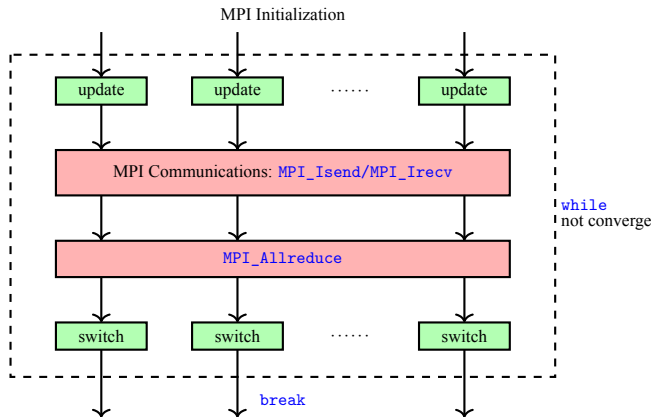 MPI Initialization
update
update
......
update
MPI Communications: MPI_Isend/MPI_Irecv
while
not converge
MPI_Allreduce
switch
switch
......
switch
break